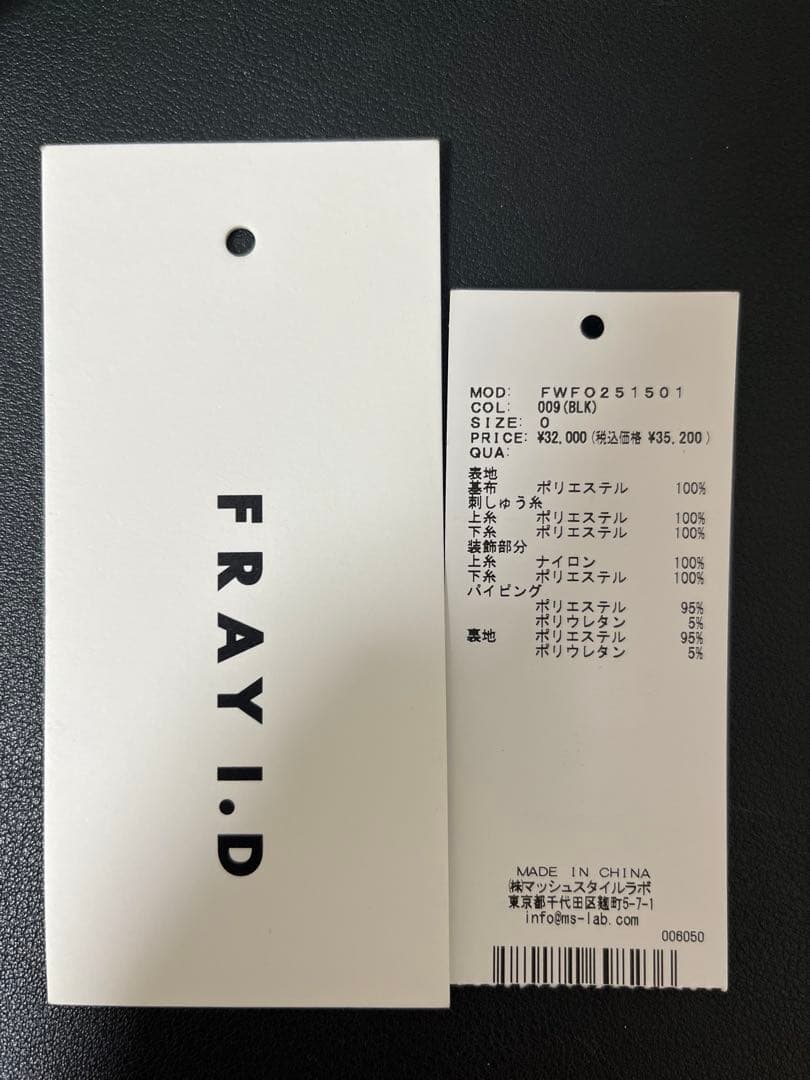 FRAY I.D
MOD: FWFO251501
COL: 009(BLK)
SIZE: 0
PRICE: ¥32,000(税込価格 ¥35,200)
QUA:
表地
基布 ポリエステル 100%
刺しゅう糸
上糸 ポリエステル 100%
下糸 ポリエステル 100%
装飾部分
上糸 ナイロン 100%
下糸 ポリエステル 100%
パイピング
ポリエステル 95%
ポリウレタン 5%
裏地 ポリエステル 95%
ポリウレタン 5%
MADE IN CHINA
㈱マッシュスタイルラボ
東京都千代田区麹町5-7-1
info@ms-lab.com
006050